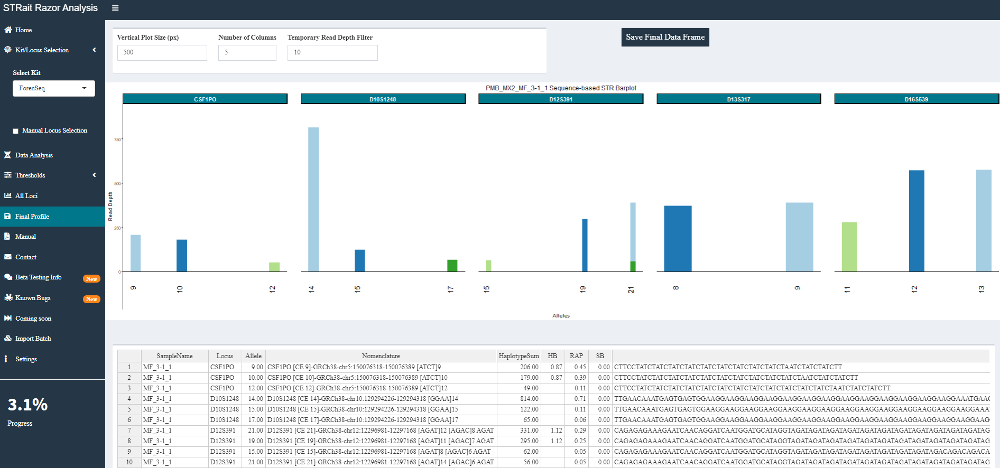 STRait Razor Analysis
Home
Kit/Locus Selection
Select Kit
ForenSeq
Manual Locus Selection
Data Analysis
Thresholds
All Loci
Final Profile
Manual
Contact
Beta Testing Info New
Known Bugs New
Coming soon
Import Batch
Settings
3.1%
Progress
Vertical Plot Size (px) Number of Columns Temporary Read Depth Filter
500 5 10
Save Final Data Frame
PMB_MX2_MF_3-1_1 Sequence-based STR Barplot
CSF1PO D10S1248 D12S391 D13S317 D16S539
750
500
250
0
Read Depth
9 10 12 14 15 17 15 19 21 8 9 11 12 13
Alleles
SampleName Locus Allele Nomenclature HaplotypeSum HB RAP SB
1 MF_3-1_1 CSF1PO 9.00 CSF1PO [CE 9]-GRCh38-chr5:150076318-150076389 [ATCT]9 206.00 0.87 0.45 0.00 CTTCCTATCTATCTATCTATCTATCTATCTATCTATCTATCTAATCTATCTATCTT
2 MF_3-1_1 CSF1PO 10.00 CSF1PO [CE 10]-GRCh38-chr5:150076318-150076389 [ATCT]10 179.00 0.87 0.39 0.00 CTTCCTATCTATCTATCTATCTATCTATCTATCTATCTATCTATCTAATCTATCTATCTT
3 MF_3-1_1 CSF1PO 12.00 CSF1PO [CE 12]-GRCh38-chr5:150076318-150076389 [ATCT]12 49.00 0.11 0.00 CTTCCTATCTATCTATCTATCTATCTATCTATCTATCTATCTATCTATCTATCTAATCTATCTATCTT
4 MF_3-1_1 D10S1248 14.00 D10S1248 [CE 14]-GRCh38-chr10:129294226-129294318 [GGAA]14 814.00 0.71 0.00
5 MF_3-1_1 D10S1248 15.00 D10S1248 [CE 15]-GRCh38-chr10:129294226-129294318 [GGAA]15 122.00 0.11 0.00
6 MF_3-1_1 D10S1248 17.00 D10S1248 [CE 17]-GRCh38-chr10:129294226-129294318 [GGAA]17 65.00 0.06 0.00
7 MF_3-1_1 D12S391 21.00 D12S391 [CE 21]-GRCh38-chr12:12296981-12297168 [AGAT]12 [AGAC]8 AGAT 331.00 1.12 0.29 0.00
8 MF_3-1_1 D12S391 19.00 D12S391 [CE 19]-GRCh38-chr12:12296981-12297168 [AGAT]11 [AGAC]7 AGAT 295.00 1.12 0.25 0.00
9 MF_3-1_1 D12S391 15.00 D12S391 [CE 15]-GRCh38-chr12:12296981-12297168 [AGAT]8 [AGAC]6 AGAT 62.00 0.05 0.00
10 MF_3-1_1 D12S391 21.00 D12S391 [CE 21]-GRCh38-chr12:12296981-12297168 [AGAT]14 [AGAC]6 AGAT 56.00 0.05 0.00